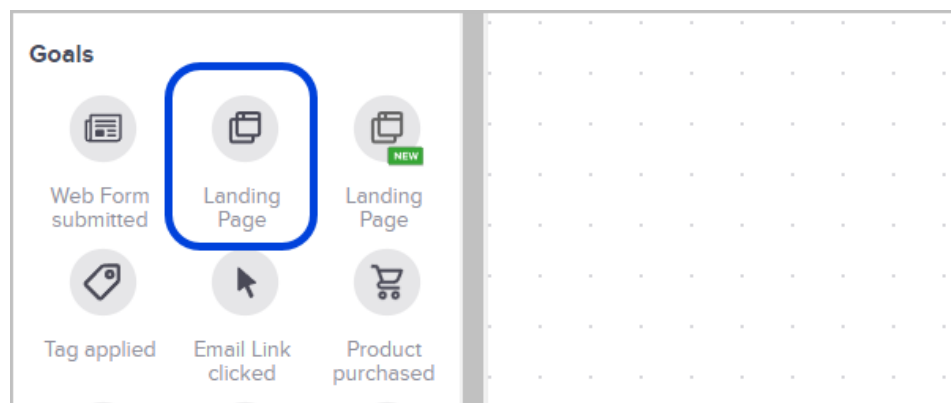 Goals
NEW
Web Form
submitted
Landing
Page
Landing
Page
Tag applied
Email Link
clicked
Product
purchased